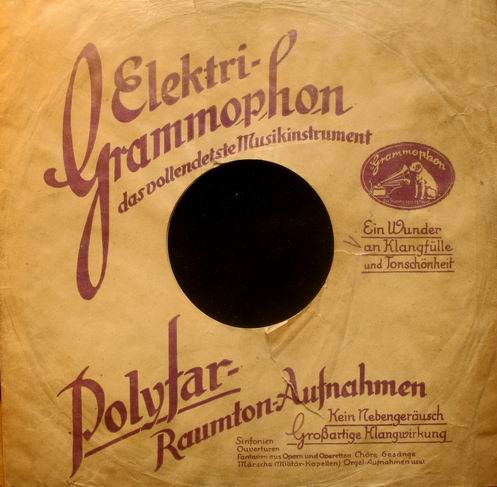 Elektri-
Grammophon
das vollendetste Musikinstrument
Grammophon
Ein Wunder
an Klangfülle
und Tonschönheit
Polyfar-
Raumton-Aufnahmen
Kein Nebengeräusch
Großartige Klangwirkung
Sinfonien
Ouverturen
Fantasien aus Opern und Operetten Chöre Gesänge
Märsche (Militär-Kapellen) Orgel-Aufnahmen usw.